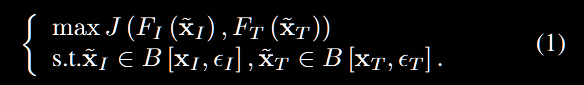 max J (F_I (x̃_I) , F_T (x̃_T)) (1)
s.t.x̃_I ∈ B [x_I, ϵ_I] , x̃_T ∈ B [x_T, ϵ_T] .